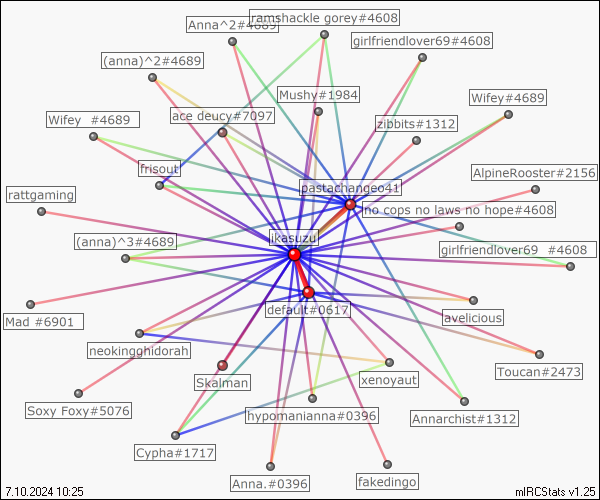 Anna^2#4689
ramshackle gorey#4608
girlfriendlover69#4608
(anna)^2#4689
Mushy#1984
Wifey#4689
Wifey  #4689
ace deucy#7097
zibbits#1312
frisout
AlpineRooster#2156
pastachangeo41
rattgaming
no cops no laws no hope#4608
(anna)^3#4689
ikasuzu
girlfriend69  #4608
Mad #6901
default#0617
avelicious
neokingghidorah
Toucan#2473
Skalman
xenoyaut
Soxy Foxy#5076
hypomanianna#0396
Annarchist#1312
Cypha#1717
Anna.#0396
fakedingo
7.10.2024 10:25
mIRCStats v1.25